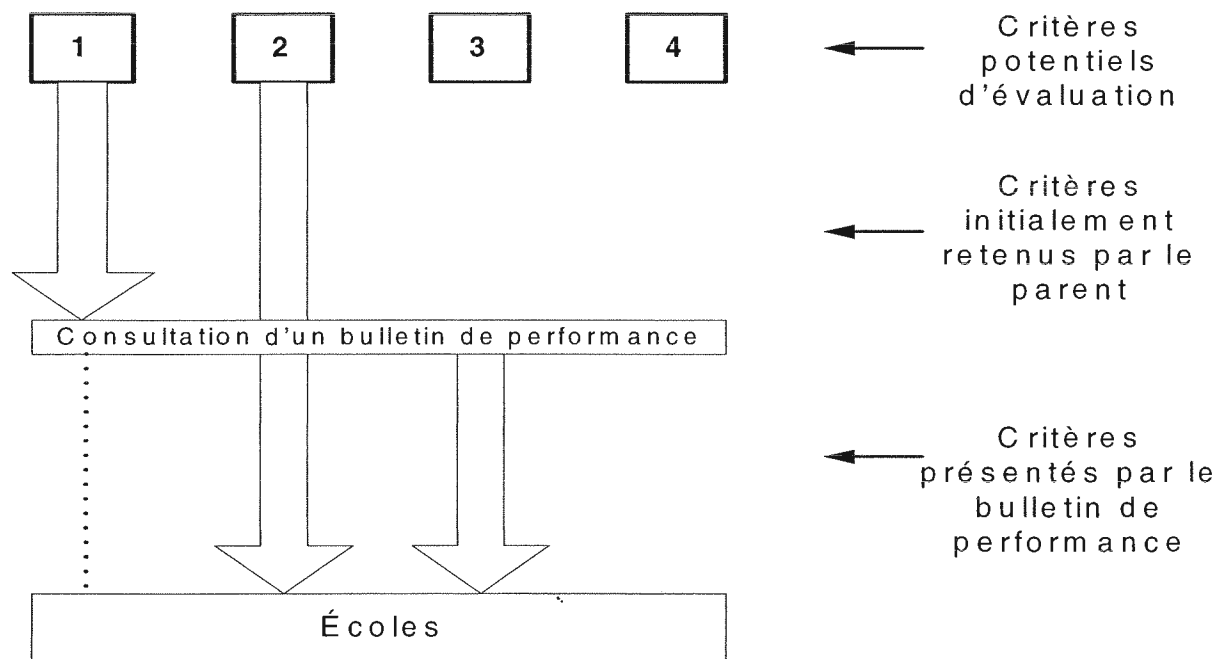 1 2 3 4
Critères
potentiels
d'évaluation
Critères
initialement
retenus par le
parent
Consultation d'un bulletin de performance
Critères
présentés par le
bulletin de
performance
Écoles